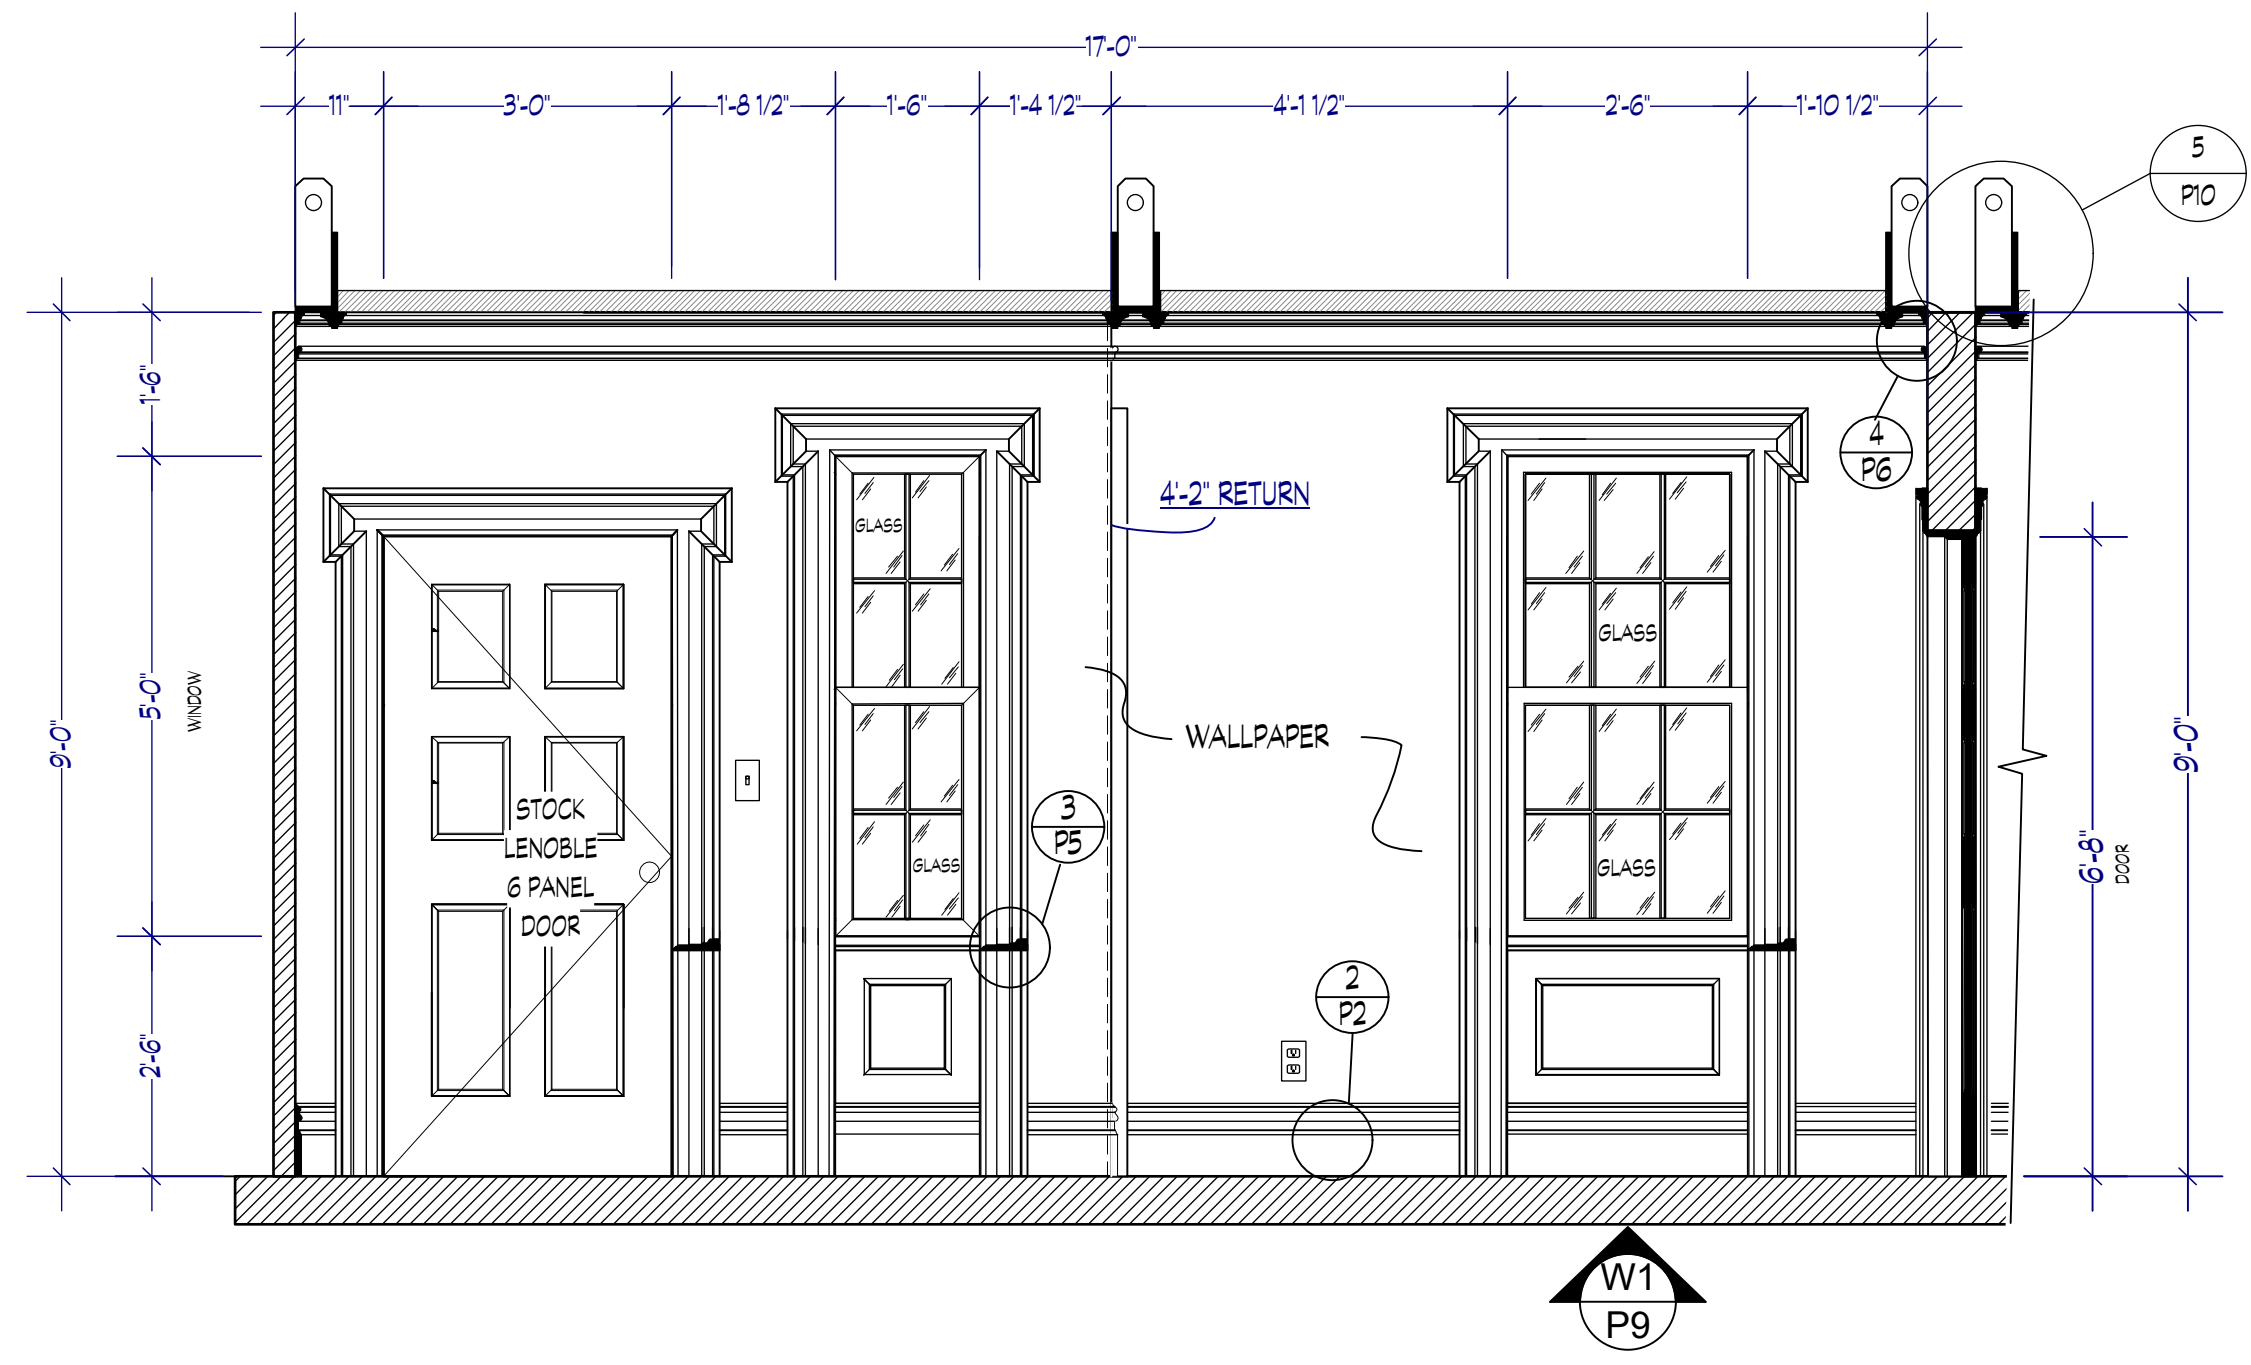 17'-0"
11"
3'-0"
1'-8 1/2"
1'-6"
1'-4 1/2"
4'-1 1/2"
2'-6"
1'-10 1/2"
5
P10
1'-6"
4
P6
4'-2" RETURN
GLASS
GLASS
5'-0"
WINDOW
9'-0"
WALLPAPER
9'-0"
STOCK
LENOBLE
6 PANEL
DOOR
3
P5
6'-8"
DOOR
GLASS
GLASS
2
P2
2'-6"
W1
P9